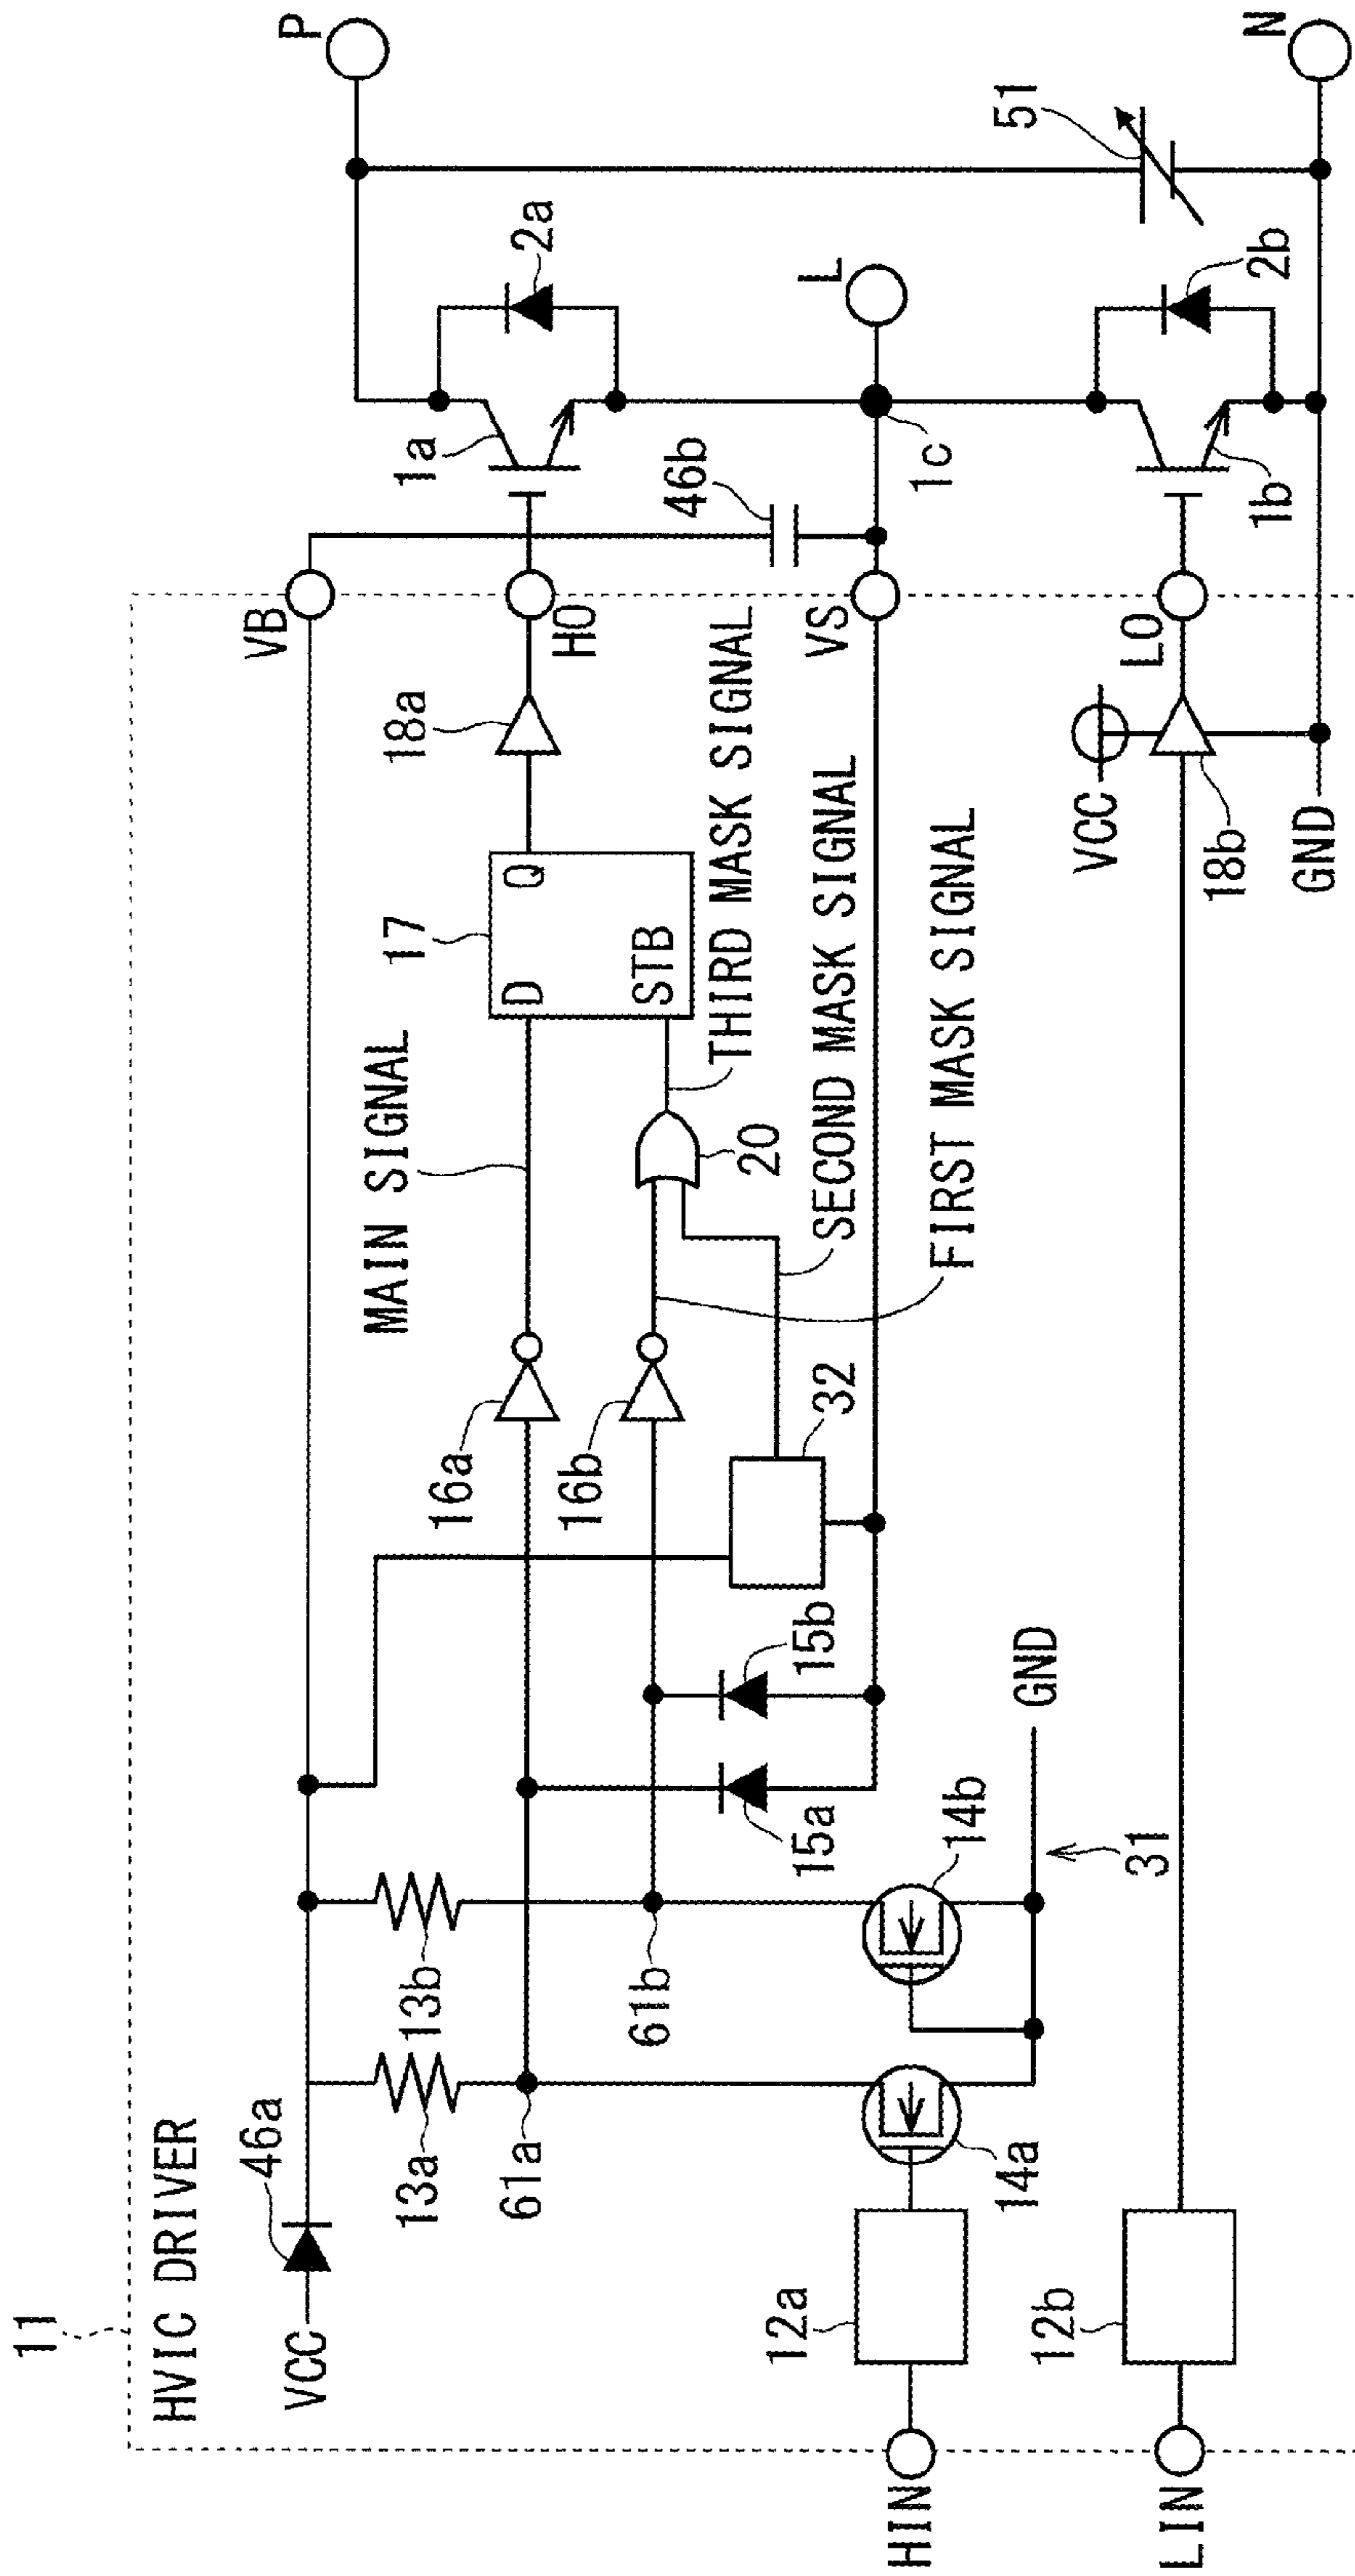 11
HVIC DRIVER
VCC
46a
13a
13b
61a
61b
MAIN SIGNAL
16a
16b
17
D
Q
STB
18a
VB
HO
1a
2a
P
46b
THIRD MASK SIGNAL
20
SECOND MASK SIGNAL
FIRST MASK SIGNAL
32
15a
15b
VS
1c
L
51
HIN
12a
14a
14b
GND
31
LIN
12b
VCC
LO
18b
GND
1b
2b
N